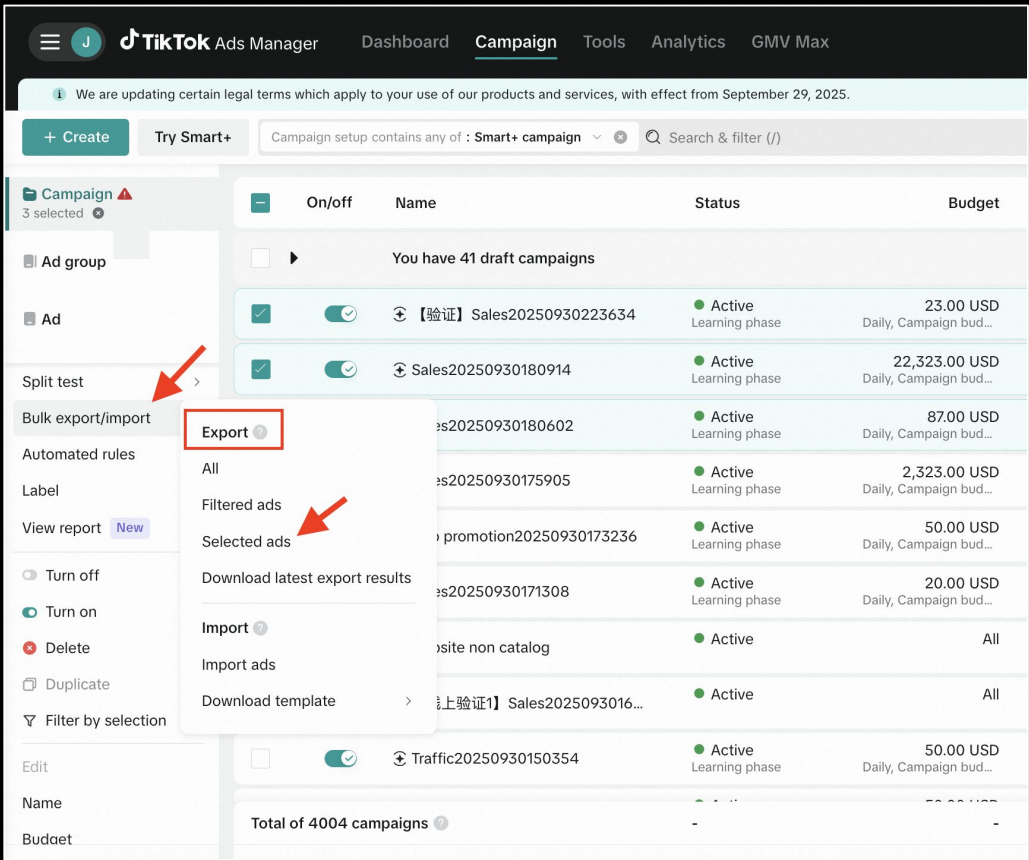 J TikTok Ads Manager Dashboard Campaign Tools Analytics GMV Max
We are updating certain legal terms which apply to your use of our products and services, with effect from September 29, 2025.
+ Create Try Smart+ Campaign setup contains any of : Smart+ campaign Search & filter (/)
Campaign
3 selected
Ad group
Ad
Split test
Bulk export/import
Automated rules
Label
View report New
Turn off
Turn on
Delete
Duplicate
Filter by selection
Edit
Name
Budget
Export
All
Filtered ads
Selected ads
Download latest export results
Import
Import ads
Download template
On/off Name Status Budget
You have 41 draft campaigns
【验证】Sales20250930223634 Active 23.00 USD
Learning phase Daily, Campaign bud...
Sales20250930180914 Active 22,323.00 USD
Learning phase Daily, Campaign bud...
es20250930180602 Active 87.00 USD
Learning phase Daily, Campaign bud...
es20250930175905 Active 2,323.00 USD
Learning phase Daily, Campaign bud...
promotion20250930173236 Active 50.00 USD
Learning phase Daily, Campaign bud...
es20250930171308 Active 20.00 USD
Learning phase Daily, Campaign bud...
site non catalog Active All
上验证1】Sales2025093016... Active All
Traffic20250930150354 Active 50.00 USD
Learning phase Daily, Campaign bud...
Total of 4004 campaigns - -